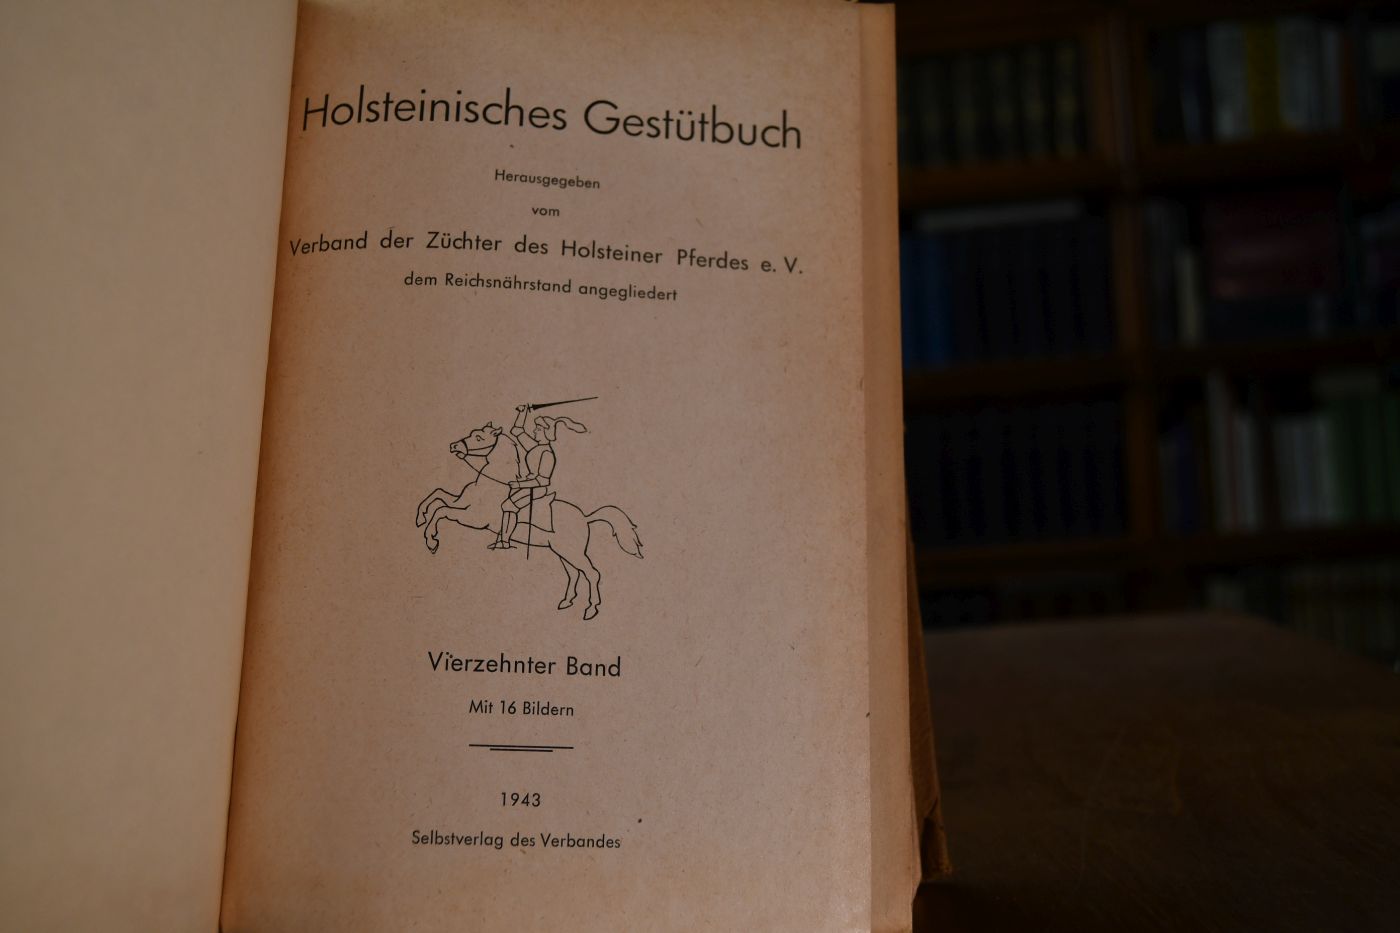 Holsteinisches Gestütbuch
Herausgegeben
vom
Verband der Züchter des Holsteiner Pferdes e. V.
dem Reichsnährstand angegliedert
Vierzehnter Band
Mit 16 Bildern
1943
Selbstverlag des Verbandes